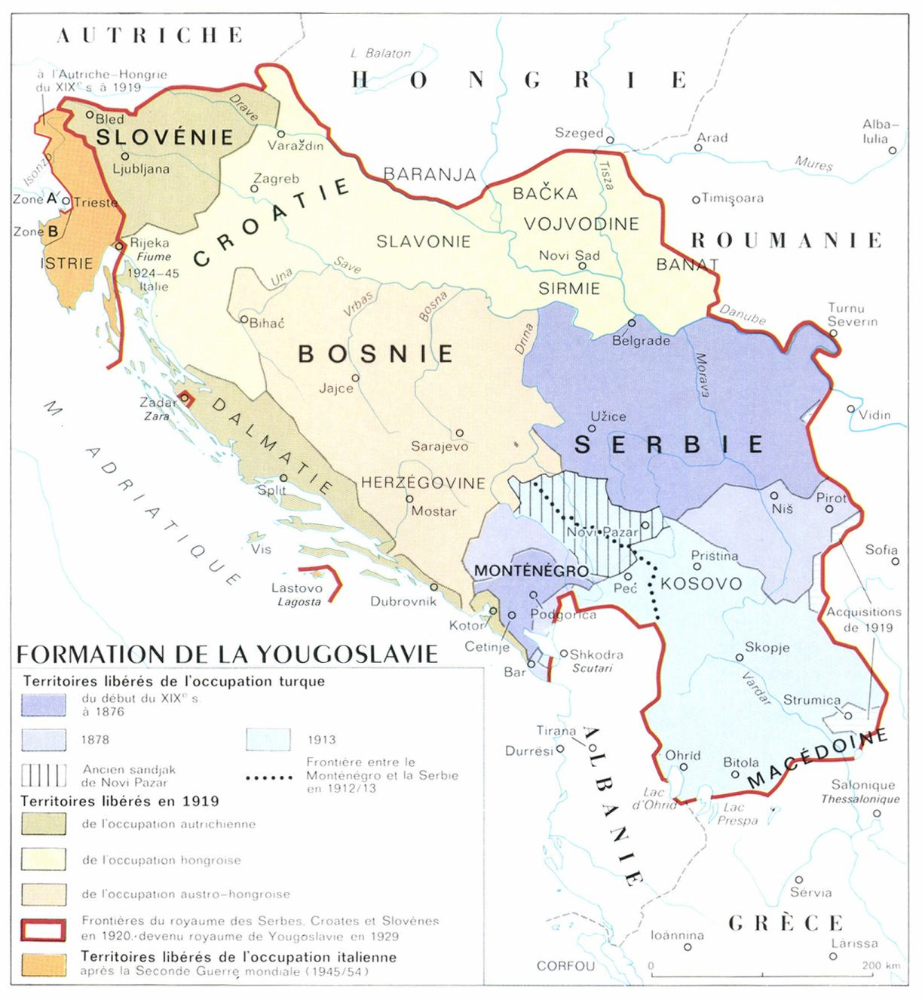 AUTRICHE
L. Balaton
HONGRIE
à l'Autriche-Hongrie
du XIXe s. à 1919
Drave
Bled
SLOVÉNIE
Varaždin
Ljubljana
Isonzo
Szeged
Arad
Alba-
Iulia
Mureș
Tisza
BARANJA
Zagreb
CROATIE
BAČKA
Timișoara
Zone A
Trieste
VOJVODINE
Zone B
ROUMANIE
Rijeka
Fiume
1924-45
Italie
ISTRIE
SLAVONIE
Novi Sad
BANAT
Una
Save
SIRMIE
Vrbas
Bosna
Danube
Turnu
Severin
Bihać
Drina
Belgrade
BOSNIE
Morava
Jajce
Zadar
Zara
DALMATIE
Užice
Vidin
Sarajevo
SERBIE
M ADRIATIQUE
Split
HERZÉGOVINE
Mostar
Niš
Pirot
Novi Pazar
Vis
Sofia
MONTÉNÉGRO
Priština
Peć
KOSOVO
Lastovo
Lagosta
Dubrovnik
Podgorica
Acquisitions
de 1919
Kotor
Cetinje
Shkodra
Scutari
Bar
Skopje
Vardar
Strumica
MACÉDOINE
Tirana
Durrësi
ALBANIE
Ohrid
Bitola
Lac
d'Ohrid
Lac
Prespa
Salonique
Thessalonique
Sérvia
GRÈCE
Ioánnina
Lárissa
CORFOU
0 200 km
FORMATION DE LA YOUGOSLAVIE
Territoires libérés de l'occupation turque
du début du XIXe s.
à 1876
1878
1913
Ancien sandjak
de Novi Pazar
Frontière entre le
Monténégro et la Serbie
en 1912/13
Territoires libérés en 1919
de l'occupation autrichienne
de l'occupation hongroise
de l'occupation austro-hongroise
Frontières du royaume des Serbes, Croates et Slovènes
en 1920, devenu royaume de Yougoslavie en 1929
Territoires libérés de l'occupation italienne
après la Seconde Guerre mondiale (1945/54)